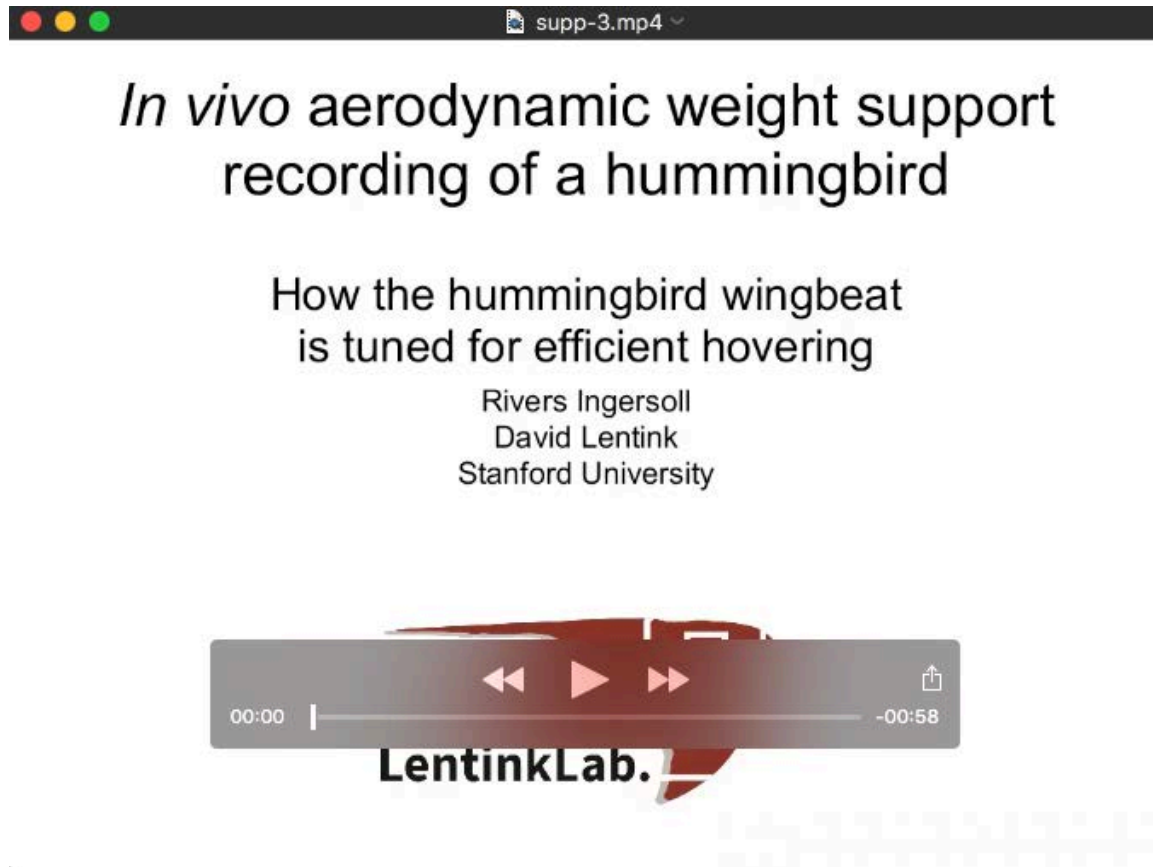 supp-3.mp4
In vivo aerodynamic weight support
recording of a hummingbird
How the hummingbird wingbeat
is tuned for efficient hovering
Rivers Ingersoll
David Lentink
Stanford University
00:00 -00:58
LentinkLab.